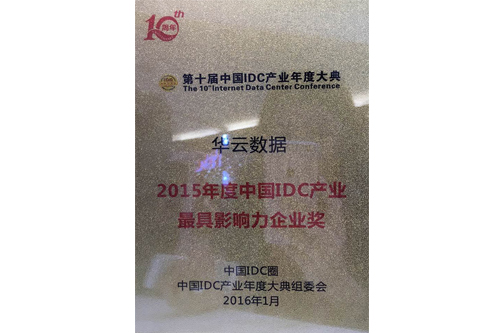 10th
周年
第十届中国IDC产业年度大典
The 10th Internet Data Center Conference
华云数据
2015年度中国IDC产业
最具影响力企业奖
中国IDC圈
中国IDC产业年度大典组委会
2016年1月